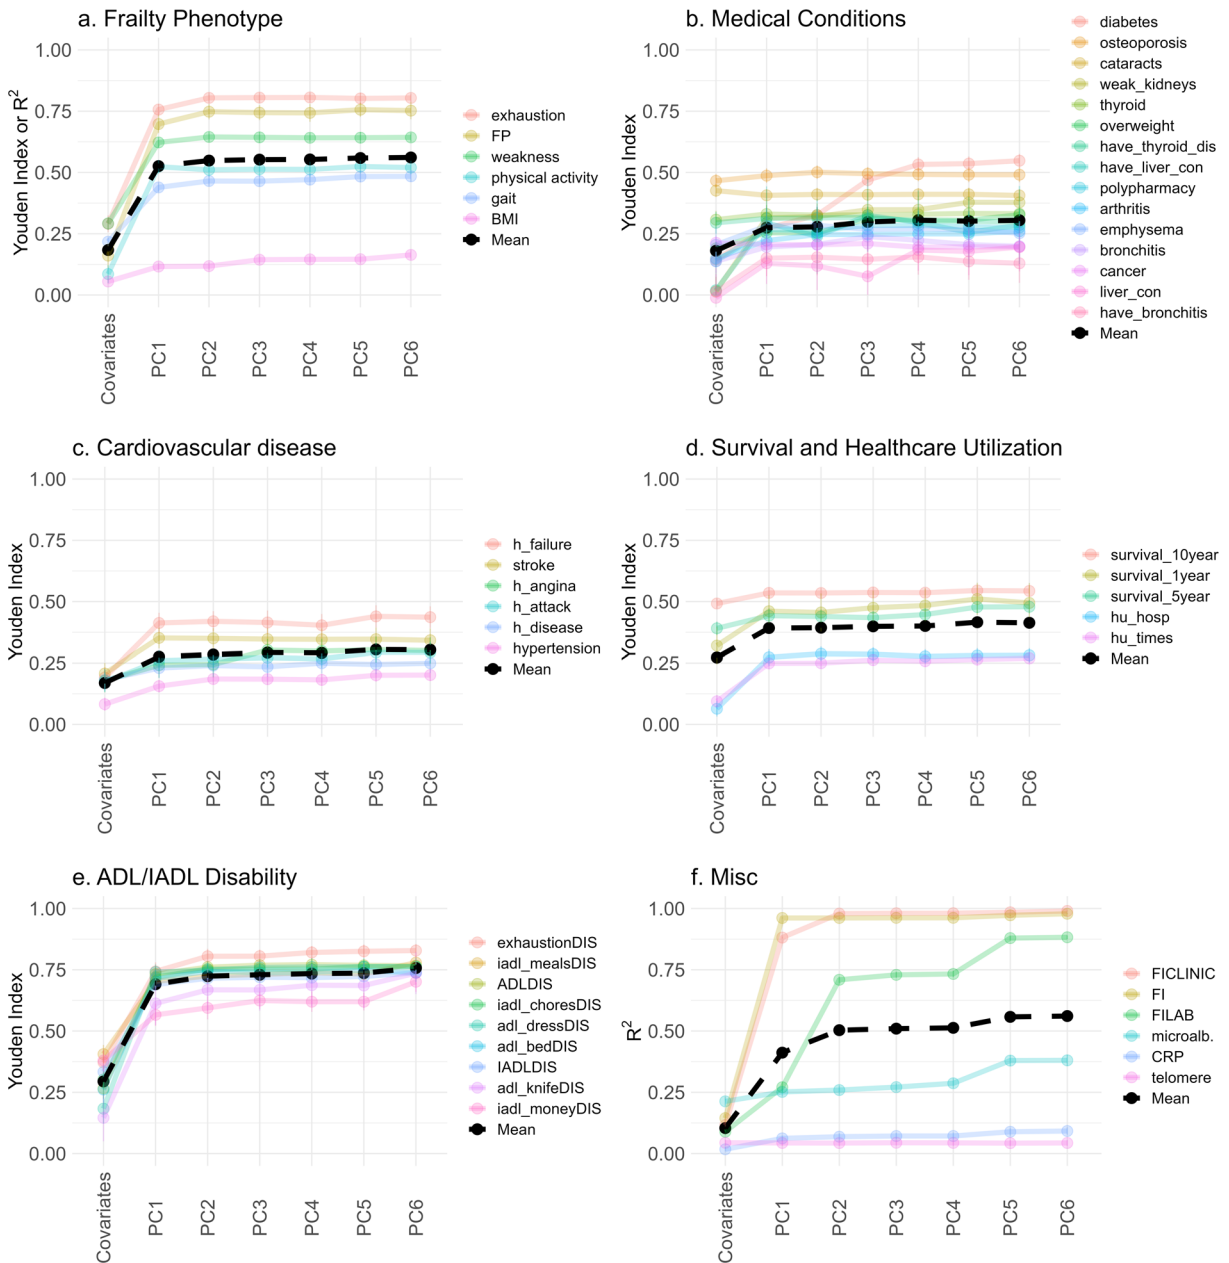 a. Frailty Phenotype
Youden Index or R²
1.00
0.75
0.50
0.25
0.00
Covariates
PC1
PC2
PC3
PC4
PC5
PC6
exhaustion
FP
weakness
physical activity
gait
BMI
Mean
b. Medical Conditions
Youden Index
1.00
0.75
0.50
0.25
0.00
Covariates
PC1
PC2
PC3
PC4
PC5
PC6
diabetes
osteoporosis
cataracts
weak_kidneys
thyroid
overweight
have_thyroid_dis
have_liver_con
polypharmacy
arthritis
emphysema
bronchitis
cancer
liver_con
have_bronchitis
Mean
c. Cardiovascular disease
Youden Index
1.00
0.75
0.50
0.25
0.00
Covariates
PC1
PC2
PC3
PC4
PC5
PC6
h_failure
stroke
h_angina
h_attack
h_disease
hypertension
Mean
d. Survival and Healthcare Utilization
Youden Index
1.00
0.75
0.50
0.25
0.00
Covariates
PC1
PC2
PC3
PC4
PC5
PC6
survival_10year
survival_1year
survival_5year
hu_hosp
hu_times
Mean
e. ADL/IADL Disability
Youden Index
1.00
0.75
0.50
0.25
0.00
Covariates
PC1
PC2
PC3
PC4
PC5
PC6
exhaustionDIS
iadl_mealsDIS
ADLDIS
iadl_choresDIS
adl_dressDIS
adl_bedDIS
IADLDIS
adl_knifeDIS
iadl_moneyDIS
Mean
f. Misc
R²
1.00
0.75
0.50
0.25
0.00
Covariates
PC1
PC2
PC3
PC4
PC5
PC6
FICLINIC
FI
FILAB
microalb.
CRP
telomere
Mean